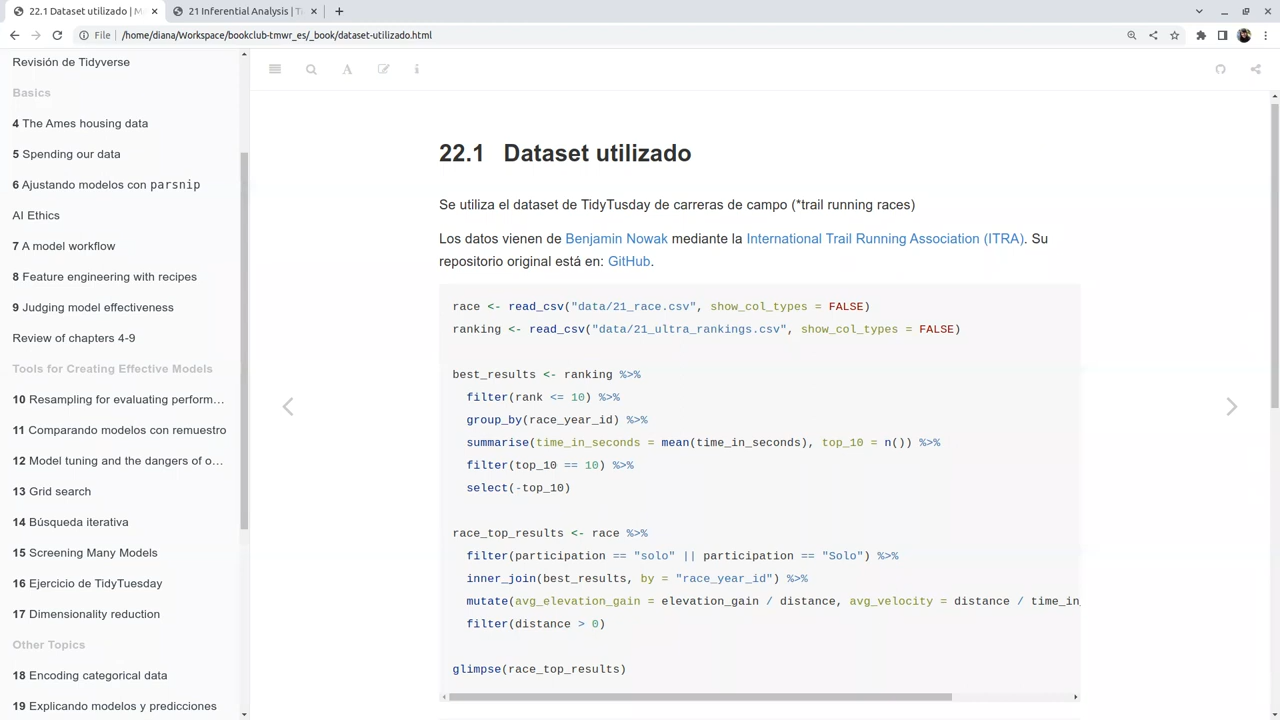 22.1 Dataset utilizado | M
21 Inferential Analysis | Ti
File
/home/diana/Workspace/bookclub-tmwr_es/_book/dataset-utilizado.html
Revisión de Tidyverse
Basics
4 The Ames housing data
5 Spending our data
6 Ajustando modelos con parsnip
AI Ethics
7 A model workflow
8 Feature engineering with recipes
9 Judging model effectiveness
Review of chapters 4-9
Tools for Creating Effective Models
10 Resampling for evaluating perform…
11 Comparando modelos con remuestro
12 Model tuning and the dangers of o…
13 Grid search
14 Búsqueda iterativa
15 Screening Many Models
16 Ejercicio de TidyTuesday
17 Dimensionality reduction
Other Topics
18 Encoding categorical data
19 Explicando modelos y predicciones
22.1 Dataset utilizado
Se utiliza el dataset de TidyTusday de carreras de campo (*trail running races)
Los datos vienen de Benjamin Nowak mediante la International Trail Running Association (ITRA). Su
repositorio original está en: GitHub.
race <- read_csv("data/21_race.csv", show_col_types = FALSE)
ranking <- read_csv("data/21_ultra_rankings.csv", show_col_types = FALSE)
best_results <- ranking %>%
filter(rank <= 10) %>%
group_by(race_year_id) %>%
summarise(time_in_seconds = mean(time_in_seconds), top_10 = n()) %>%
filter(top_10 == 10) %>%
select(-top_10)
race_top_results <- race %>%
filter(participation == "solo" || participation == "Solo") %>%
inner_join(best_results, by = "race_year_id") %>%
mutate(avg_elevation_gain = elevation_gain / distance, avg_velocity = distance / time_in_
filter(distance > 0)
glimpse(race_top_results)